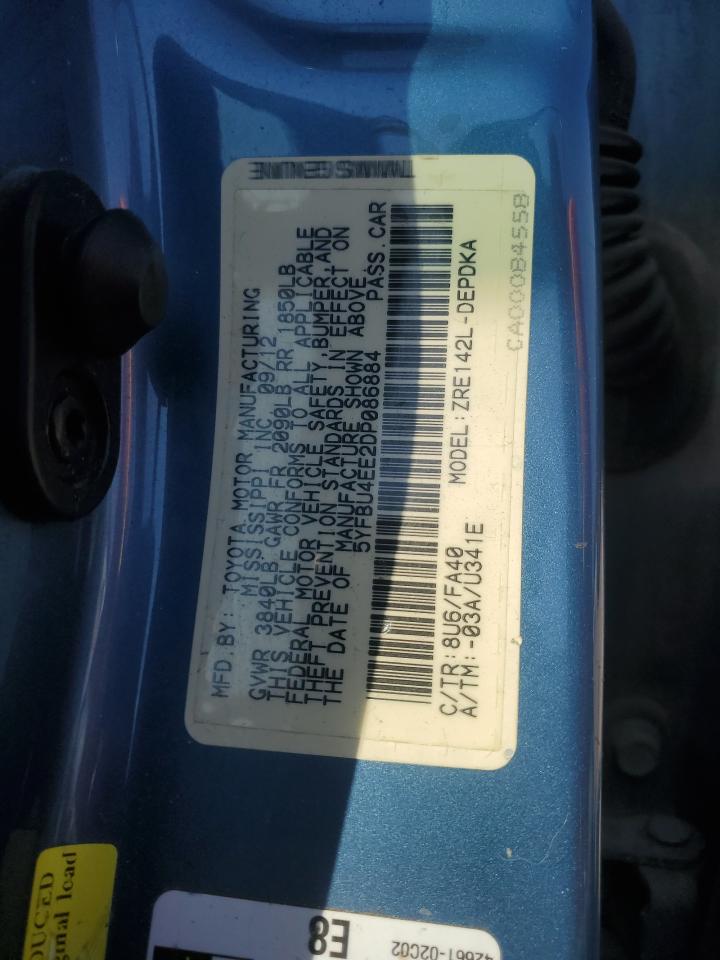 TMMMS GENUINE
MFD.BY: TOYOTA MOTOR MANUFACTURING
MISSISSIPPI INC 09/12
GVWR 3840LB GAWR FR 2090LB RR 1850LB
THIS VEHICLE CONFORMS TO ALL APPLICABLE
FEDERAL MOTOR VEHICLE SAFETY,BUMPER,AND
THEFT PREVENTION STANDARDS IN EFFECT ON
THE DATE OF MANUFACTURE SHOWN ABOVE.
5YFBU4EE2DP086884 PASS.CAR
C/TR:8U6/FA40 MODEL:ZRE142L-DEPDKA
A/TM:-03A/U341E
CA000B4558
DUCED
ginal load
E8
42661-02C02